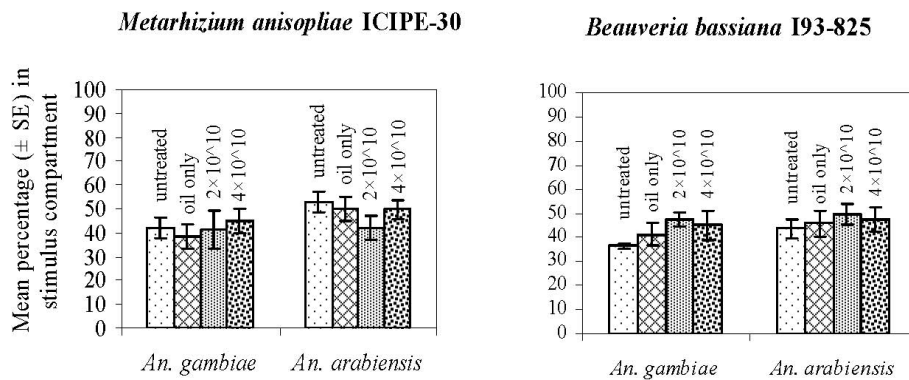 Metarhizium anisopliae ICIPE-30
Mean percentage (± SE) in
stimulus compartment
100
90
80
70
60
50
40
30
20
10
0
untreated
oil only
2×10^10
4×10^10
untreated
oil only
2×10^10
4×10^10
An. gambiae
An. arabiensis
Beauveria bassiana I93-825
100
90
80
70
60
50
40
30
20
10
0
untreated
oil only
2×10^10
4×10^10
untreated
oil only
2×10^10
4×10^10
An. gambiae
An. arabiensis